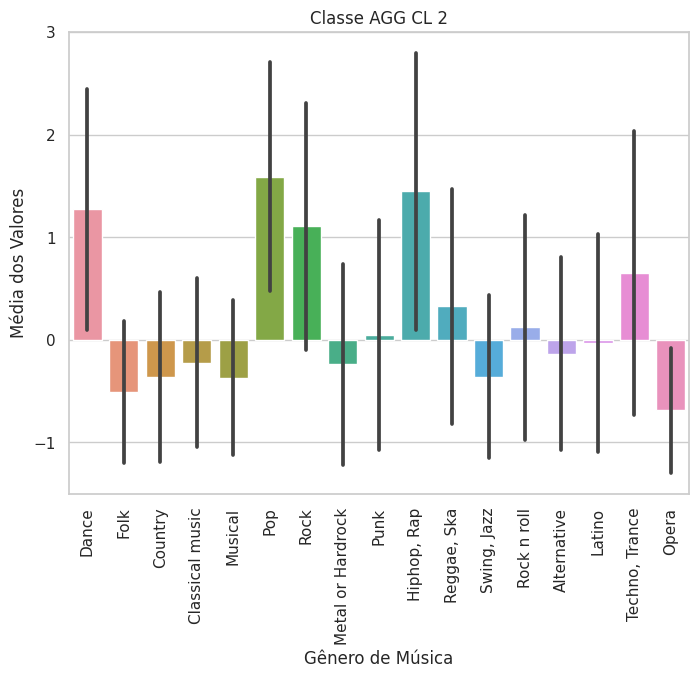 Classe AGG CL 2
Média dos Valores
3
2
1
0
−1
Dance
Folk
Country
Classical music
Musical
Pop
Rock
Metal or Hardrock
Punk
Hiphop, Rap
Reggae, Ska
Swing, Jazz
Rock n roll
Alternative
Latino
Techno, Trance
Opera
Gênero de Música